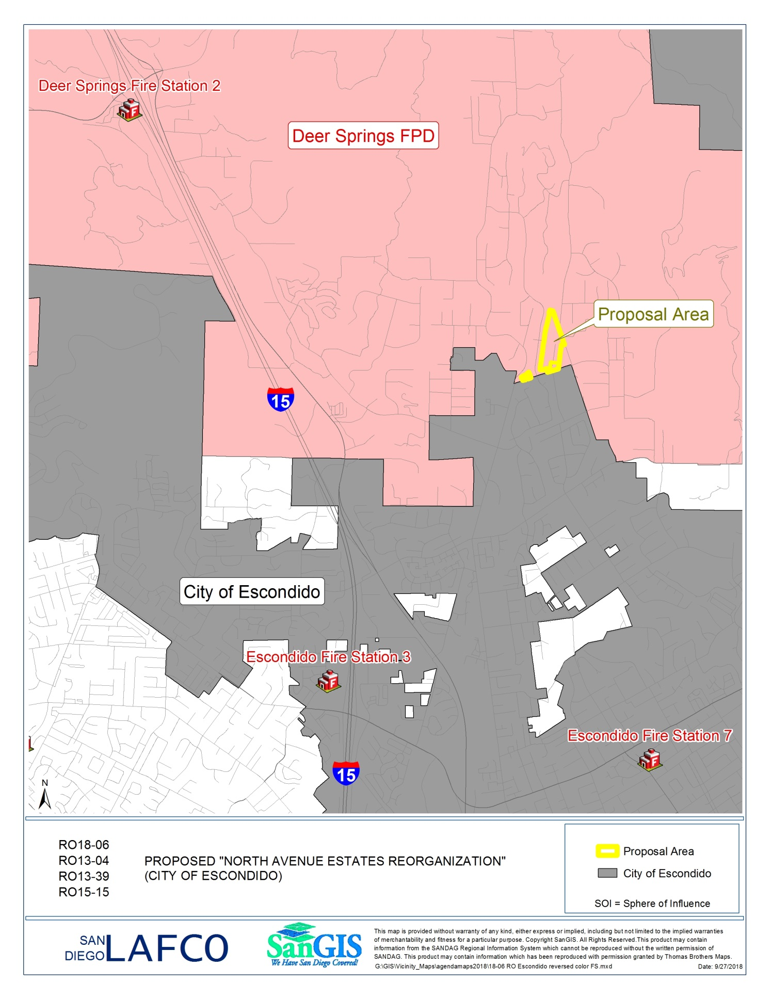 Deer Springs Fire Station 2
Deer Springs FPD
Proposal Area
15
City of Escondido
Escondido Fire Station 3
Escondido Fire Station 7
15
N
RO18-06
RO13-04
RO13-39
RO15-15
PROPOSED "NORTH AVENUE ESTATES REORGANIZATION"
(CITY OF ESCONDIDO)
Proposal Area
City of Escondido
SOI = Sphere of Influence
SAN
DIEGO
LAFCO
SanGIS
We Have San Diego Covered!
This map is provided without warranty of any kind, either express or implied, including but not limited to the implied warranties
of merchantability and fitness for a particular purpose. Copyright SanGIS. All Rights Reserved.This product may contain
information from the SANDAG Regional Information System which cannot be reproduced without the written permission of
SANDAG. This product may contain information which has been reproduced with permission granted by Thomas Brothers Maps.
G:\GIS\Vicinity_Maps\agendamaps2018\18-06 RO Escondido reversed color FS.mxd
Date: 9/27/2018